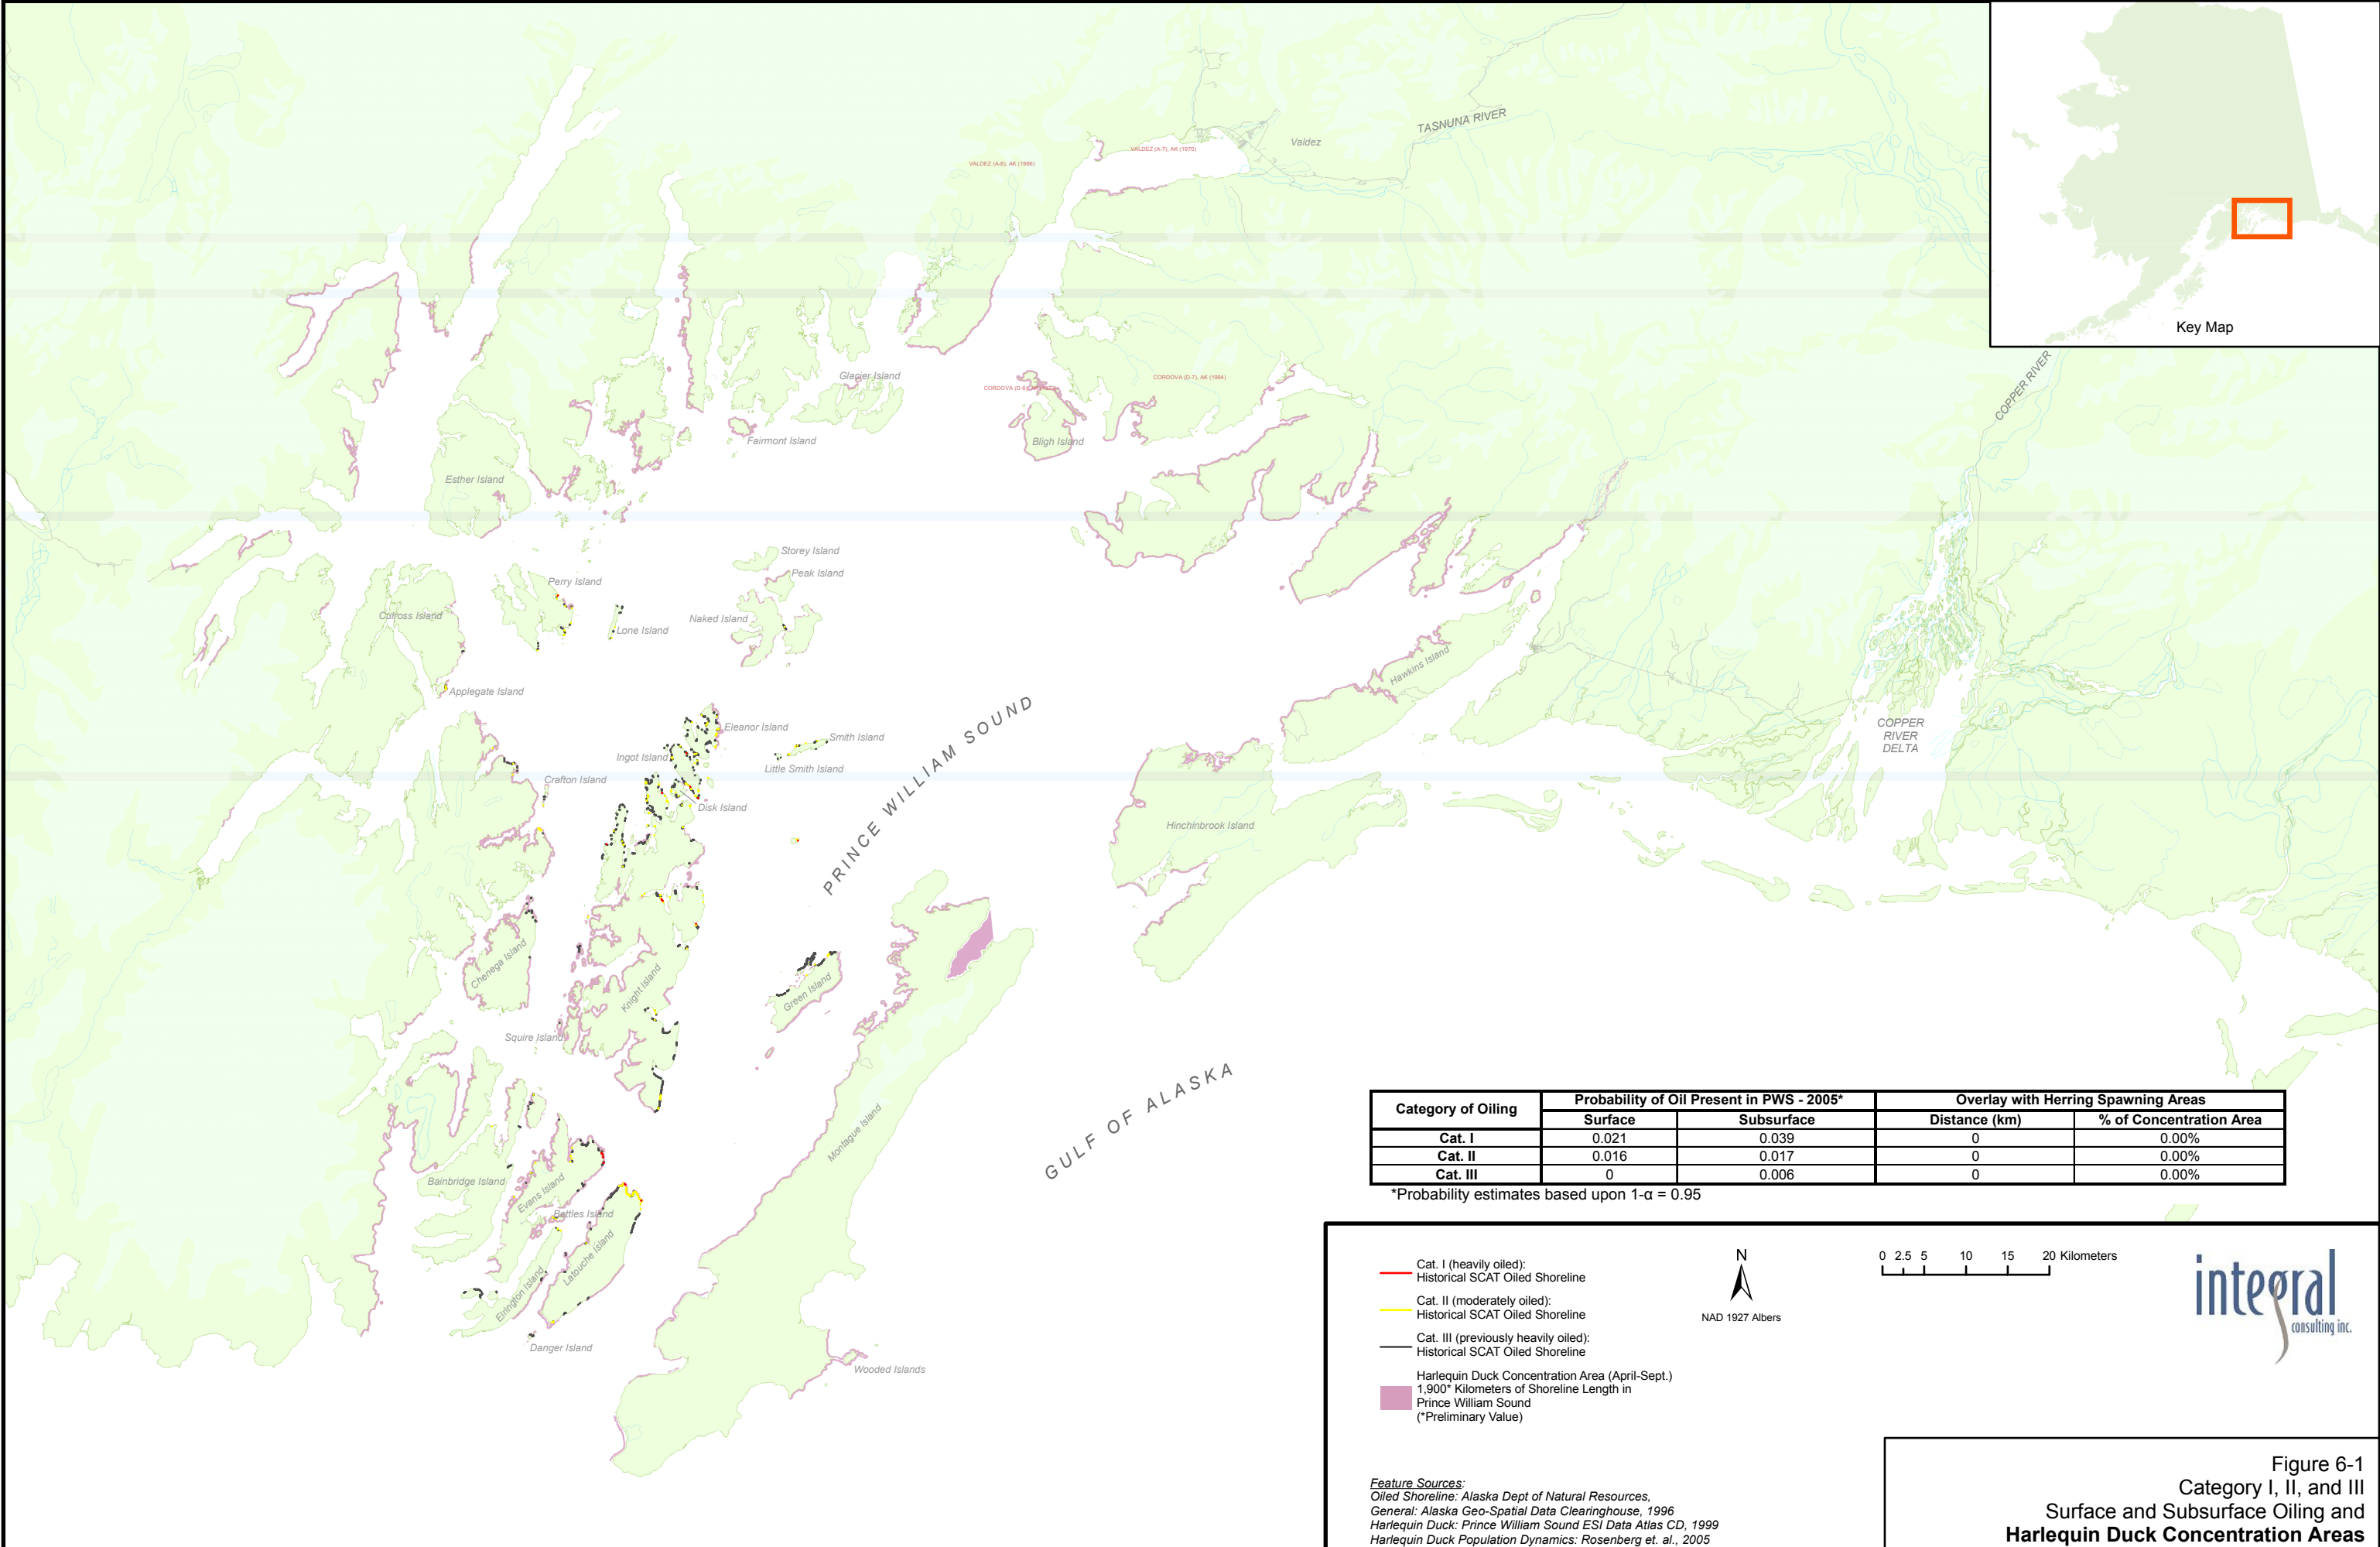 Key Map
TASNUNA RIVER
Valdez
VALDEZ (A-7), AK (1970)
VALDEZ (A-8), AK (1996)
COPPER RIVER
Glacier Island
CORDOVA (D-7), AK (1994)
Fairmont Island
Bligh Island
Esther Island
Storey Island
Peak Island
Perry Island
Culross Island
Lone Island
Naked Island
Hawkins Island
Applegate Island
COPPER
RIVER
DELTA
Eleanor Island
Smith Island
Ingot Island
Little Smith Island
Crafton Island
Disk Island
PRINCE WILLIAM SOUND
Hinchinbrook Island
Chenega Island
Knight Island
Green Island
Squire Island
GULF OF ALASKA
Montague Island
Bainbridge Island
Evans Island
Bettles Island
Latouche Island
Elrington Island
Danger Island
Wooded Islands
Category of Oiling Probability of Oil Present in PWS - 2005* Overlay with Herring Spawning Areas
Surface Subsurface Distance (km) % of Concentration Area
Cat. I 0.021 0.039 0 0.00%
Cat. II 0.016 0.017 0 0.00%
Cat. III 0 0.006 0 0.00%
*Probability estimates based upon 1-α = 0.95
Cat. I (heavily oiled):
Historical SCAT Oiled Shoreline
Cat. II (moderately oiled):
Historical SCAT Oiled Shoreline
Cat. III (previously heavily oiled):
Historical SCAT Oiled Shoreline
Harlequin Duck Concentration Area (April-Sept.)
1,900* Kilometers of Shoreline Length in
Prince William Sound
(*Preliminary Value)
N
NAD 1927 Albers
0 2.5 5 10 15 20 Kilometers
integral
consulting inc.
Feature Sources:
Oiled Shoreline: Alaska Dept of Natural Resources,
General: Alaska Geo-Spatial Data Clearinghouse, 1996
Harlequin Duck: Prince William Sound ESI Data Atlas CD, 1999
Harlequin Duck Population Dynamics: Rosenberg et. al., 2005
Figure 6-1
Category I, II, and III
Surface and Subsurface Oiling and
Harlequin Duck Concentration Areas